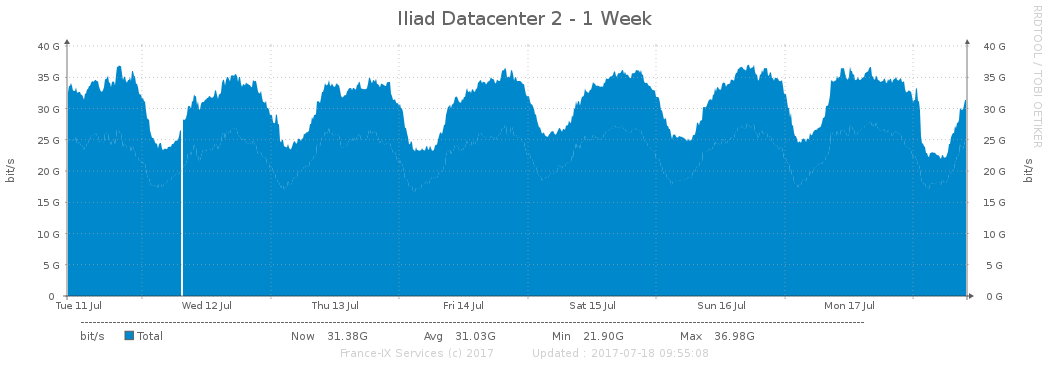 Iliad Datacenter 2 - 1 Week
RRDTOOL / TOBI OETIKER
40 G 40 G
35 G 35 G
30 G 30 G
25 G 25 G
20 G 20 G
15 G 15 G
10 G 10 G
5 G 5 G
0 0 G
bit/s bit/s
Tue 11 Jul Wed 12 Jul Thu 13 Jul Fri 14 Jul Sat 15 Jul Sun 16 Jul Mon 17 Jul
bit/s Total Now 31.38G Avg 31.03G Min 21.90G Max 36.98G
France-IX Services (c) 2017 Updated : 2017-07-18 09:55:08